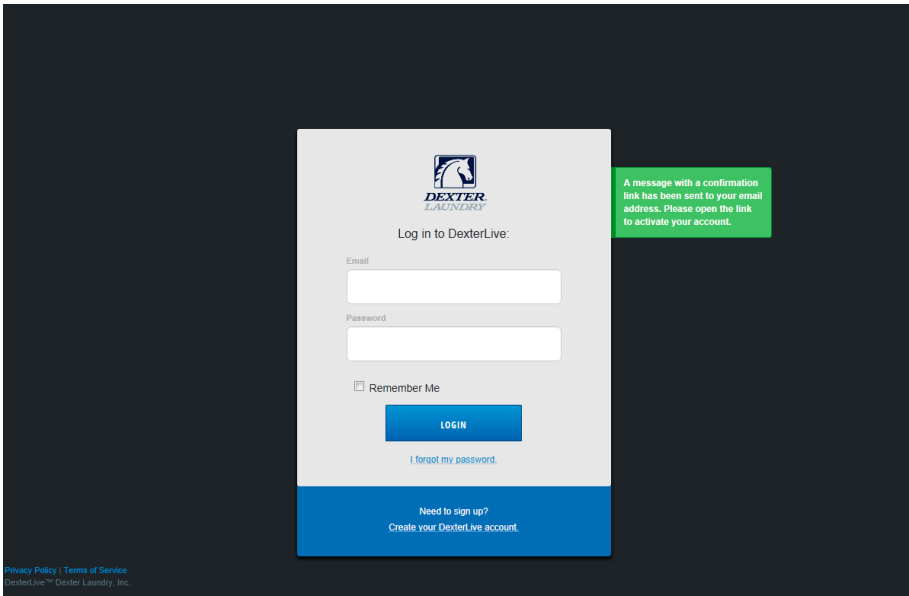 DEXTER
LAUNDRY
Log in to DexterLive:
Email
Password
Remember Me
LOGIN
I forgot my password.
Need to sign up?
Create your DexterLive account.
A message with a confirmation
link has been sent to your email
address. Please open the link
to activate your account.
Privacy Policy | Terms of Service
DexterLive™ Dexter Laundry, Inc.